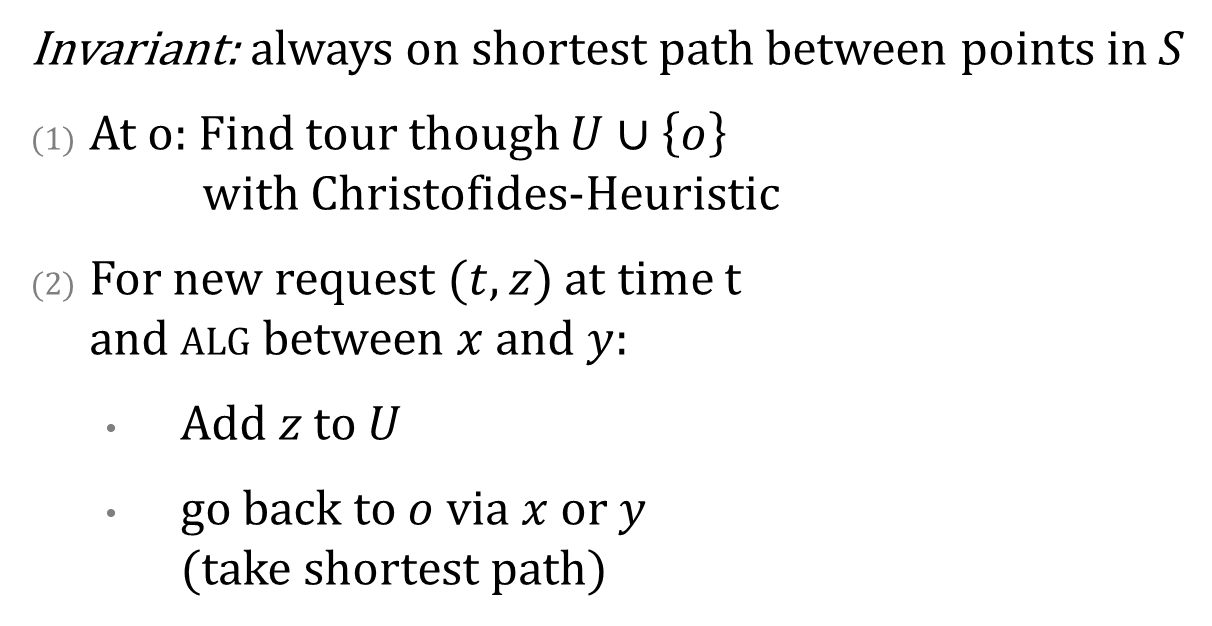 Invariant: always on shortest path between points in S
(1) At o: Find tour though U ∪ {o}
with Christofides-Heuristic
(2) For new request (t, z) at time t
and ALG between x and y:
• Add z to U
• go back to o via x or y
(take shortest path)